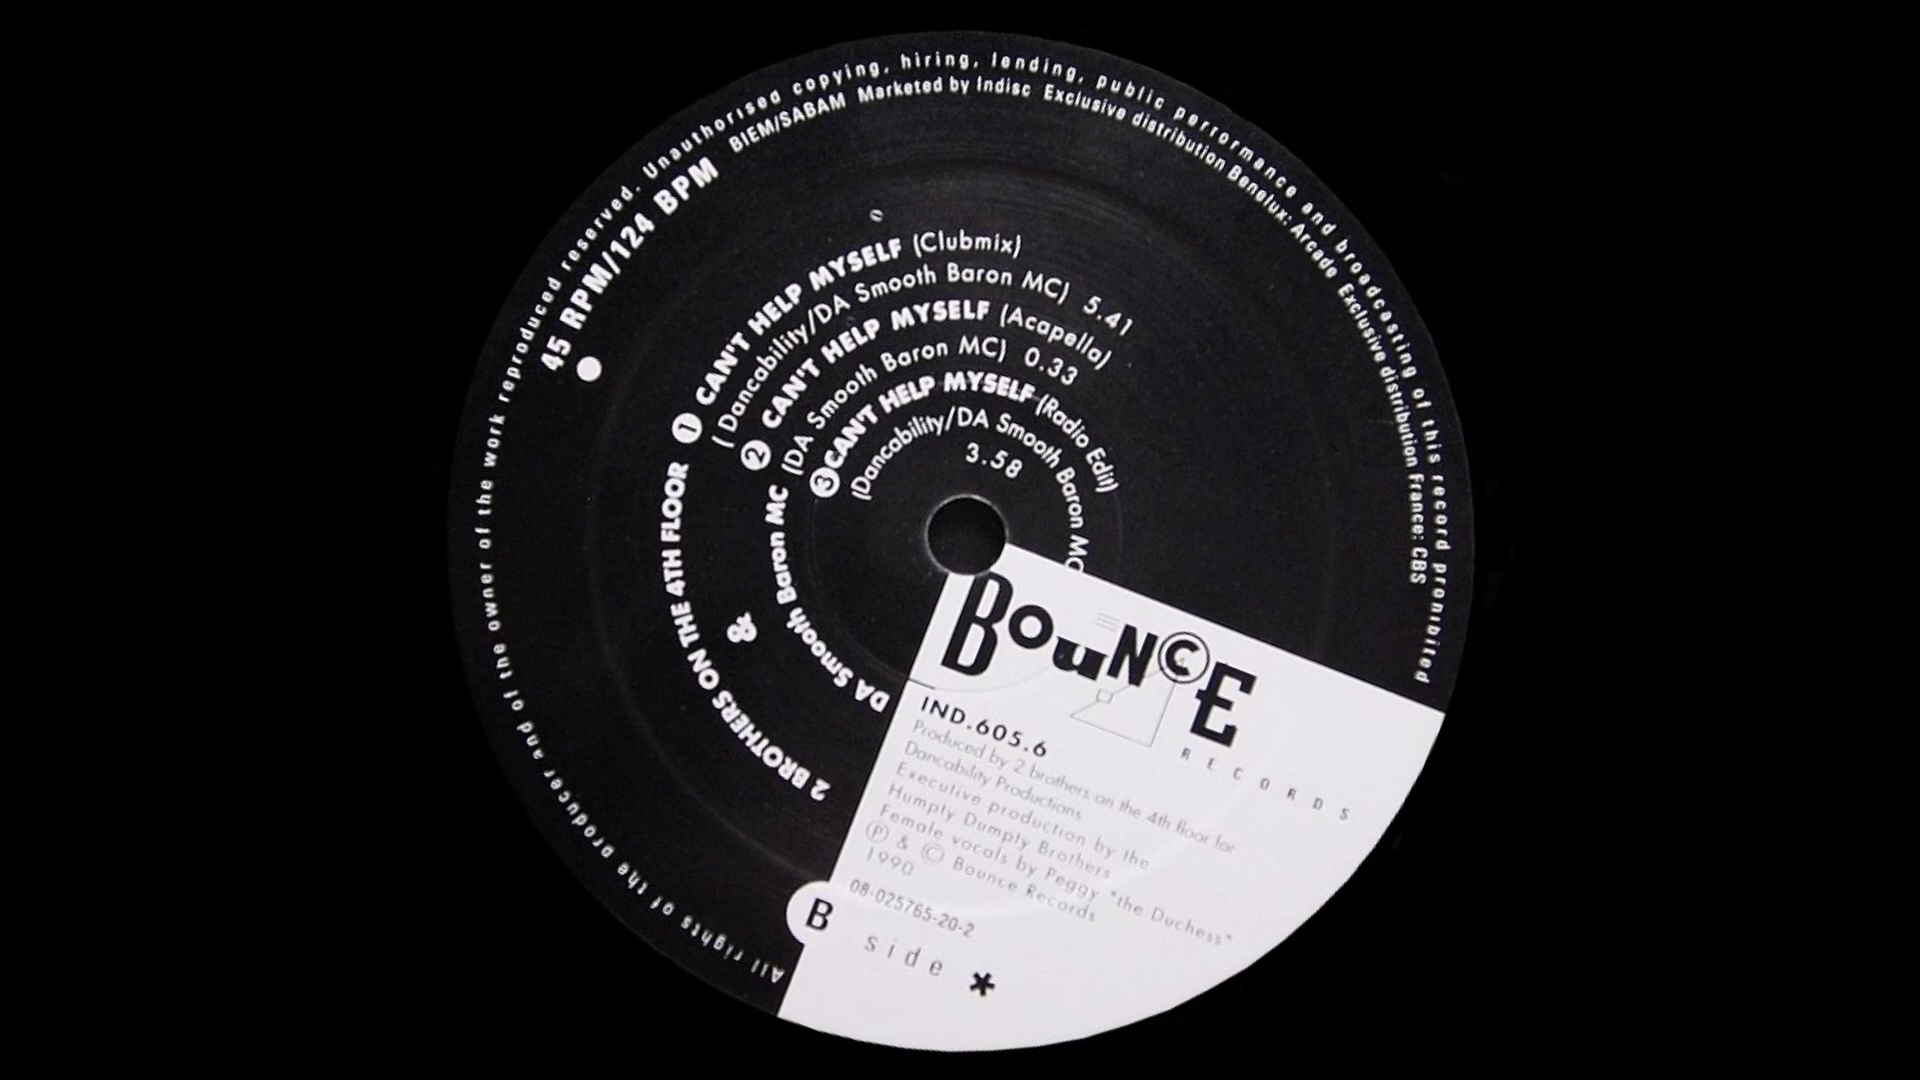 All rights of the producer and of the owner of the work reproduced reserved. Unauthorised copying, hiring, lending, public performance and broadcasting of this record prohibited
45 RPM/124 BPM BIEM/SABAM Marketed by Indisc Exclusive distribution Benelux: Arcade Exclusive distribution France: CBS
2 BROTHERS ON THE 4TH FLOOR
&
DA Smooth Baron MC
1 CAN'T HELP MYSELF (Clubmix)
(Dancability/DA Smooth Baron MC) 5.41
2 CAN'T HELP MYSELF (Acapella)
(DA Smooth Baron MC) 0.33
3 CAN'T HELP MYSELF (Radio Edit)
(Dancability/DA Smooth Baron MC
3.58
BOUNCE
RECORDS
IND.605.6
Produced by 2 brothers on the 4th floor for
Dancability Productions
Executive production by the
Humpty Dumpty Brothers
Female vocals by Peggy "the Duchess"
Ⓟ & © Bounce Records
1990
08-025765-20-2
B side *